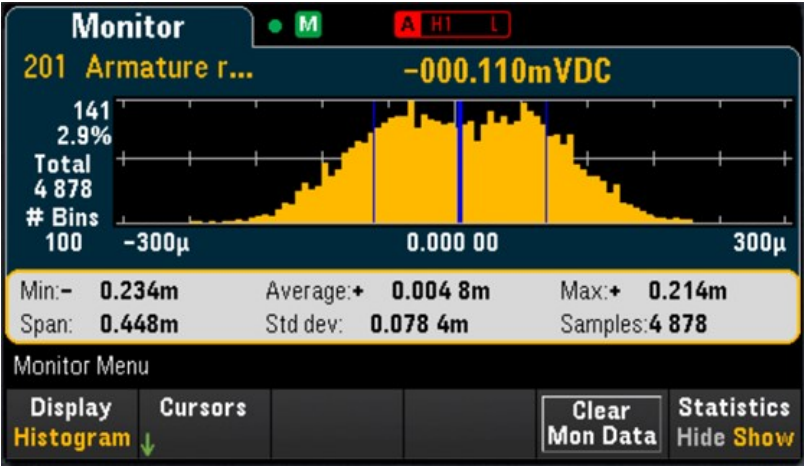 Monitor
M
A H1 L
201 Armature r... -000.110mVDC
141
2.9%
Total
4 878
# Bins
100
-300µ 0.000 00 300µ
Min:- 0.234m Average:+ 0.004 8m Max:+ 0.214m
Span: 0.448m Std dev: 0.078 4m Samples:4 878
Monitor Menu
Display Cursors Clear Statistics
Histogram ↓ Mon Data Hide Show